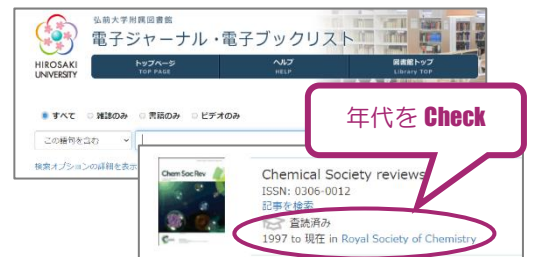 弘前大学附属図書館
電子ジャーナル・電子ブックリスト
HIROSAKI
UNIVERSITY
トップページ
TOP PAGE
ヘルプ
HELP
図書館トップ
Library TOP
すべて 雑誌のみ 書籍のみ ビデオのみ
この語句を含む
検索オプションの詳細を表示
年代を Check
Chem Soc Rev
Chemical Society reviews
ISSN: 0306-0012
記事を検索
査読済み
1997 to 現在 in Royal Society of Chemistry